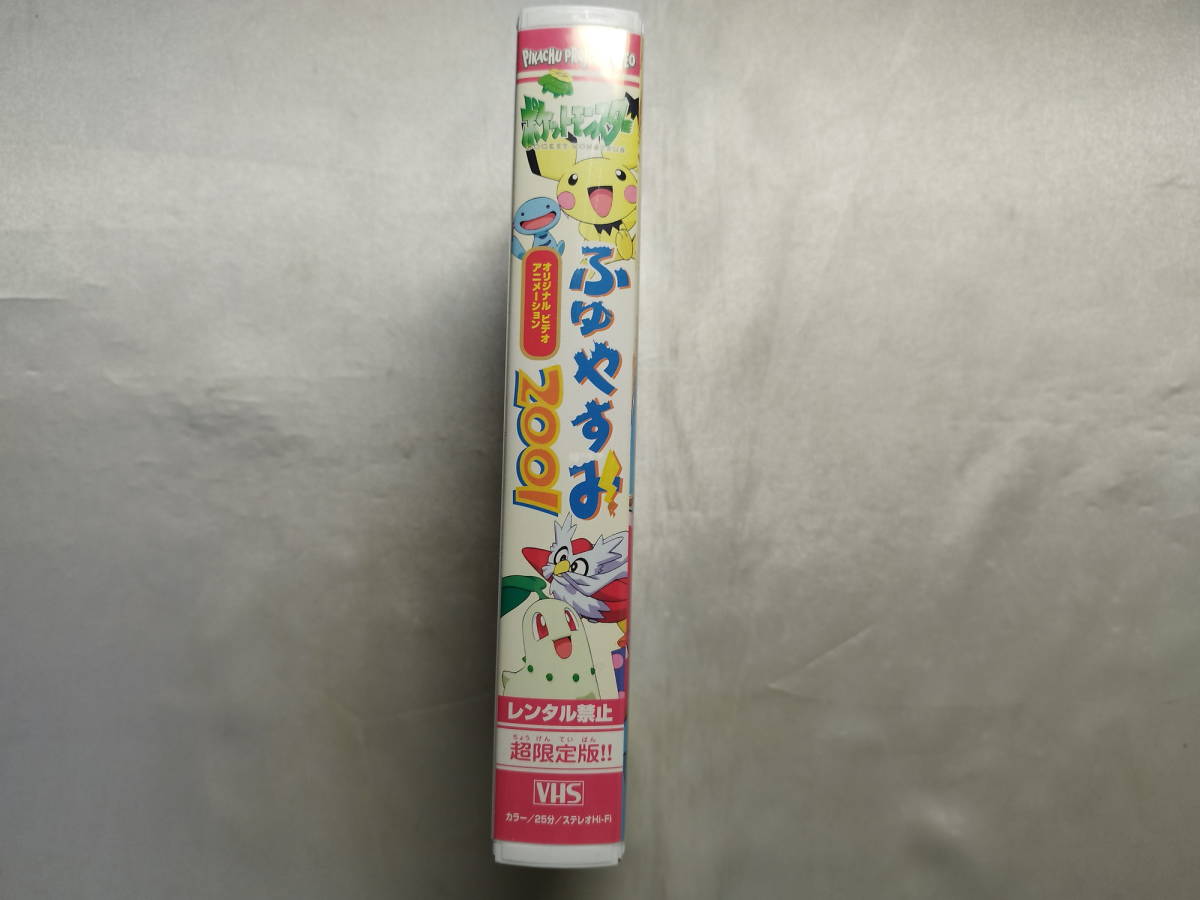 PIKACHU
ポケットモンスター
POCKET MONSTERS
ふゆやすみ
オリジナル ビデオ
アニメーション
2001
レンタル禁止
ちょう げん てい ばん
超限定版!!
VHS
カラー/25分/ステレオHi-Fi